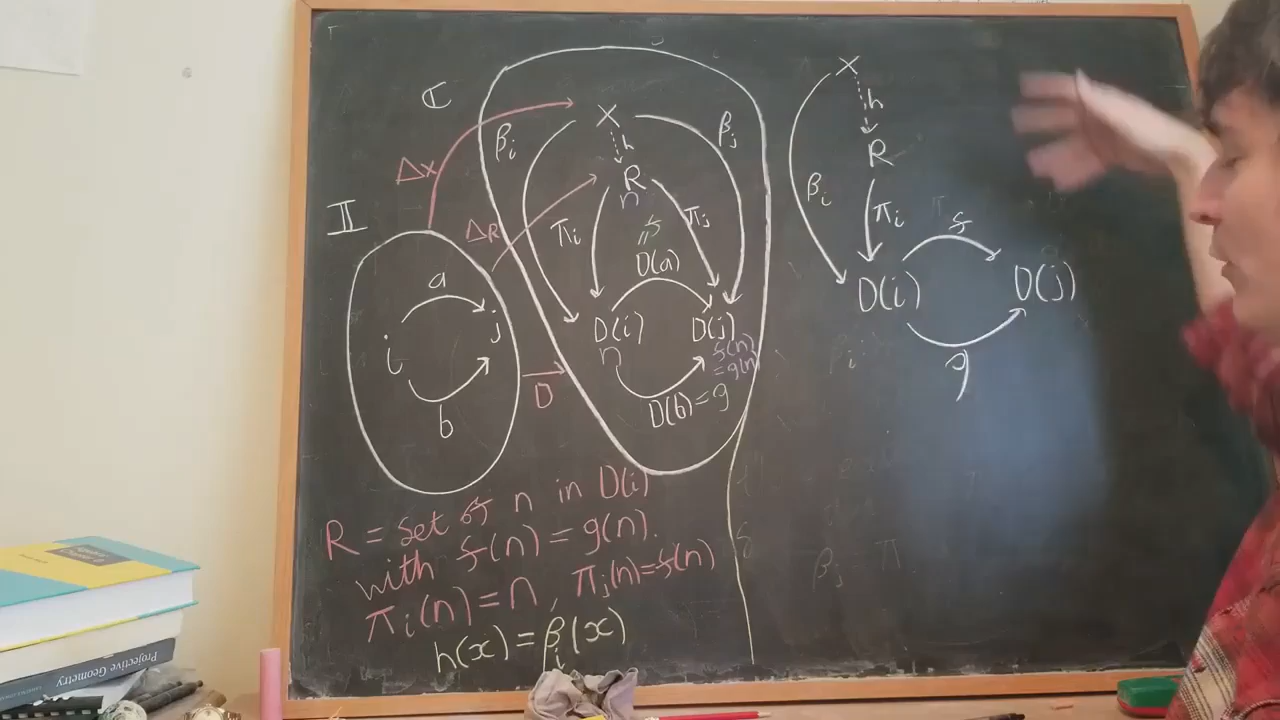 ℂ
X
β_i
β_j
h
ΔX
R
n
𝕀
π_i
π_j
ΔR
f
=
D(a)
a
i
j
D(i)
D(j)
n
f(n)
=g(n)
b
D
D(b)=g
X
h
R
β_i
π_i
f
D(i)
D(j)
g
R = set of n in D(i)
with f(n) = g(n).
π_i(n) = n, π_j(n)=f(n)
h(x) = β_i(x)
Projective Geometry